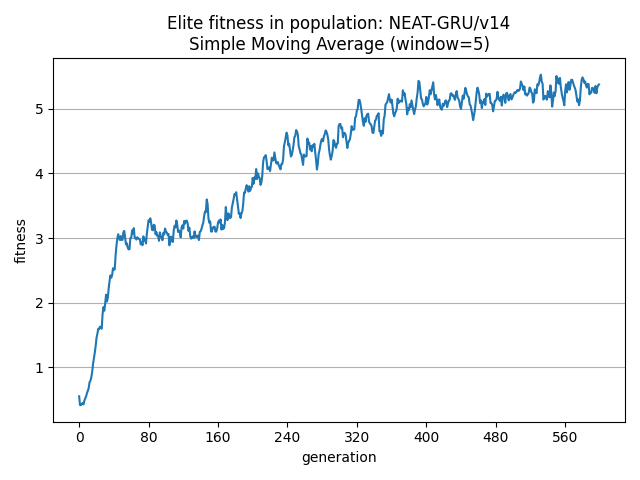 Elite fitness in population: NEAT-GRU/v14
Simple Moving Average (window=5)
fitness
5
4
3
2
1
0 80 160 240 320 400 480 560
generation